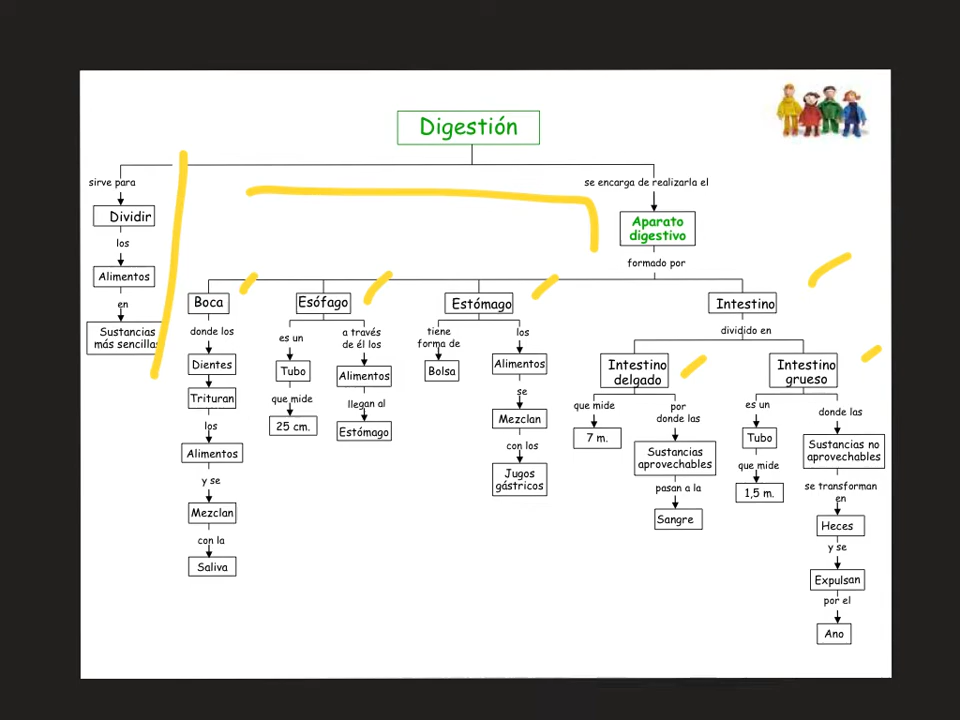 Digestión
sirve para
se encarga de realizarla el
Dividir
Aparato
digestivo
los
formado por
Alimentos
en
Sustancias
más sencillas
Boca
Esófago
Estómago
Intestino
donde los
es un
a través
de él los
tiene
forma de
los
dividido en
Dientes
Tubo
Alimentos
Bolsa
Alimentos
Intestino
delgado
Intestino
grueso
Trituran
que mide
llegan al
se
que mide
por
donde las
es un
donde las
los
25 cm.
Estómago
Mezclan
7 m.
Sustancias
aprovechables
Tubo
Sustancias no
aprovechables
Alimentos
con los
pasan a la
que mide
se transforman
en
y se
Jugos
gástricos
Sangre
1,5 m.
Heces
Mezclan
y se
con la
Expulsan
Saliva
por el
Ano